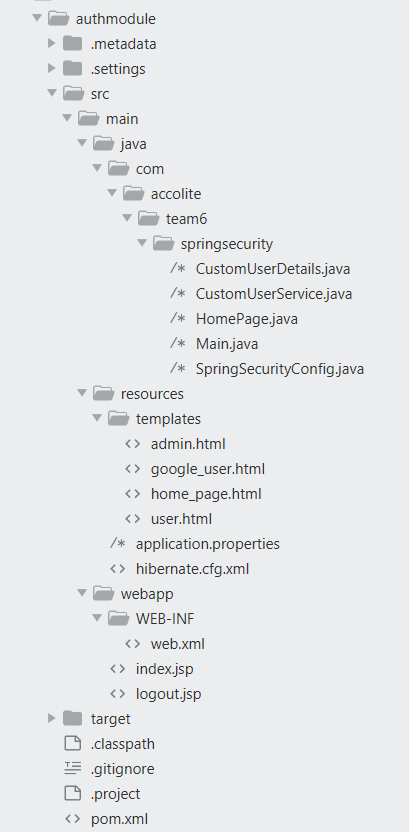 authmodule
.metadata
.settings
src
main
java
com
accolite
team6
springsecurity
/* CustomUserDetails.java
/* CustomUserService.java
/* HomePage.java
/* Main.java
/* SpringSecurityConfig.java
resources
templates
<> admin.html
<> google_user.html
<> home_page.html
<> user.html
/* application.properties
<> hibernate.cfg.xml
webapp
WEB-INF
<> web.xml
<> index.jsp
<> logout.jsp
target
.classpath
.gitignore
.project
<> pom.xml